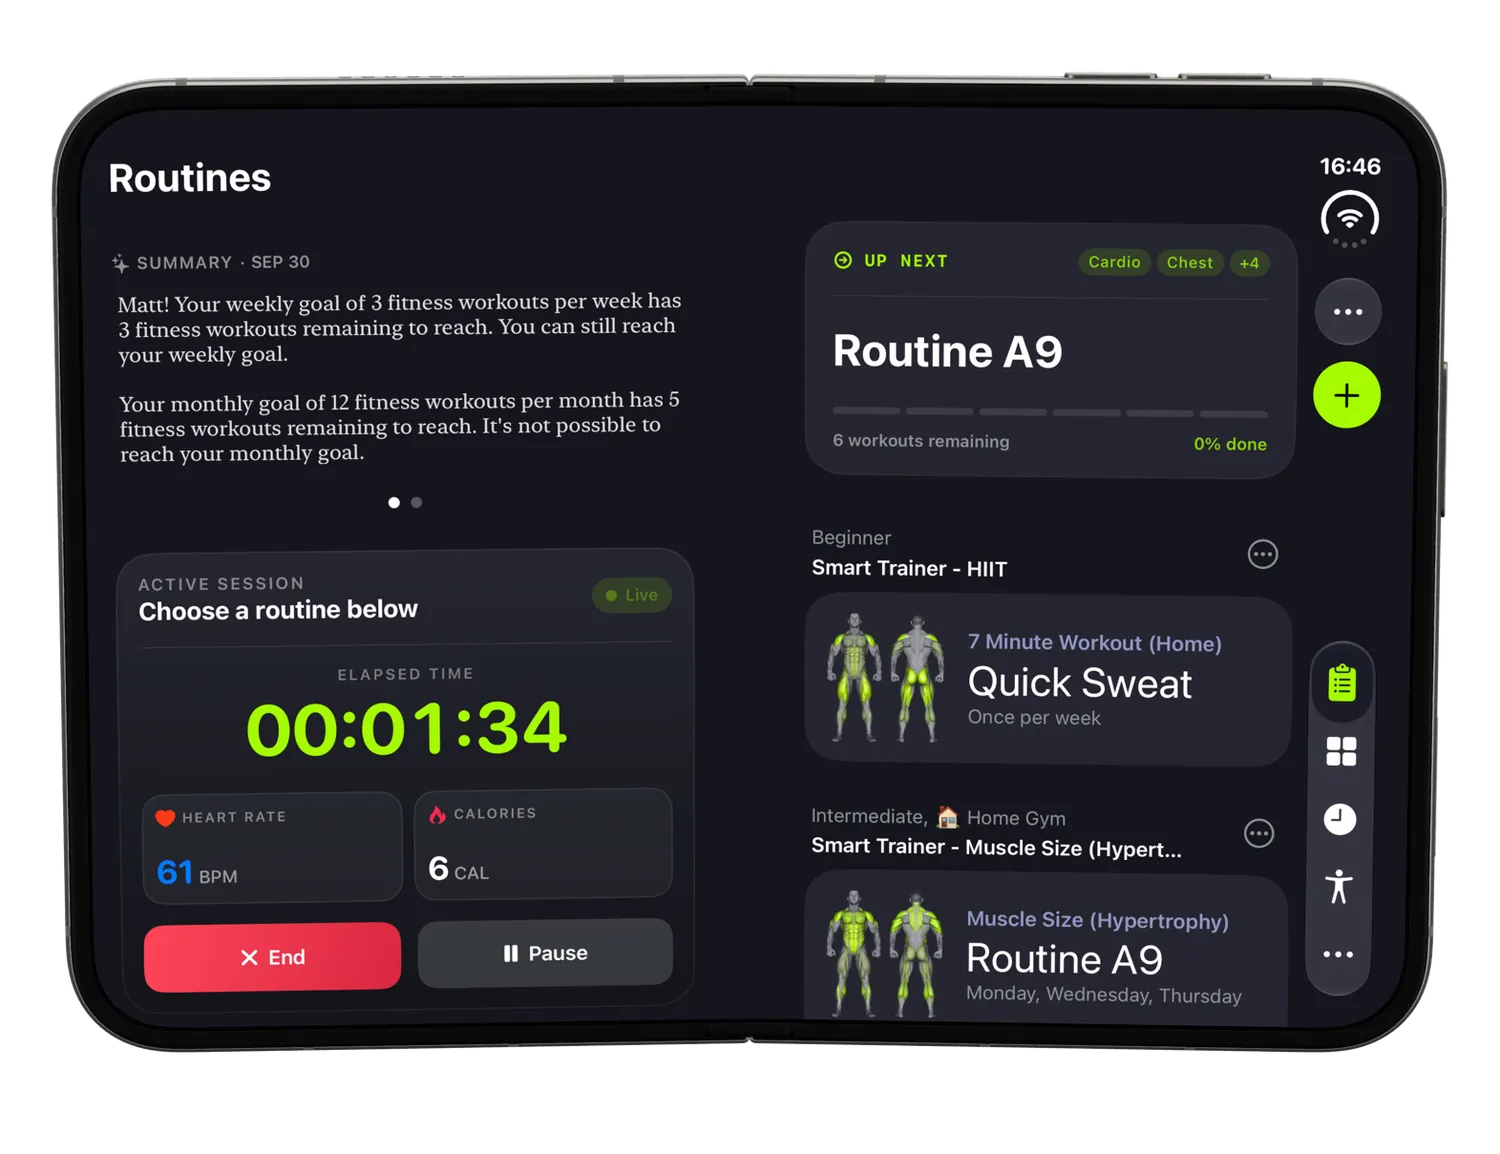 Routines
SUMMARY · SEP 30
Matt! Your weekly goal of 3 fitness workouts per week has
3 fitness workouts remaining to reach. You can still reach
your weekly goal.
Your monthly goal of 12 fitness workouts per month has 5
fitness workouts remaining to reach. It's not possible to
reach your monthly goal.
ACTIVE SESSION
Choose a routine below
Live
ELAPSED TIME
00:01:34
HEART RATE
61 BPM
CALORIES
6 CAL
End
Pause
UP NEXT
Cardio
Chest
+4
Routine A9
6 workouts remaining
0% done
Beginner
Smart Trainer - HIIT
7 Minute Workout (Home)
Quick Sweat
Once per week
Intermediate, 🏠 Home Gym
Smart Trainer - Muscle Size (Hypert...
Muscle Size (Hypertrophy)
Routine A9
Monday, Wednesday, Thursday
16:46